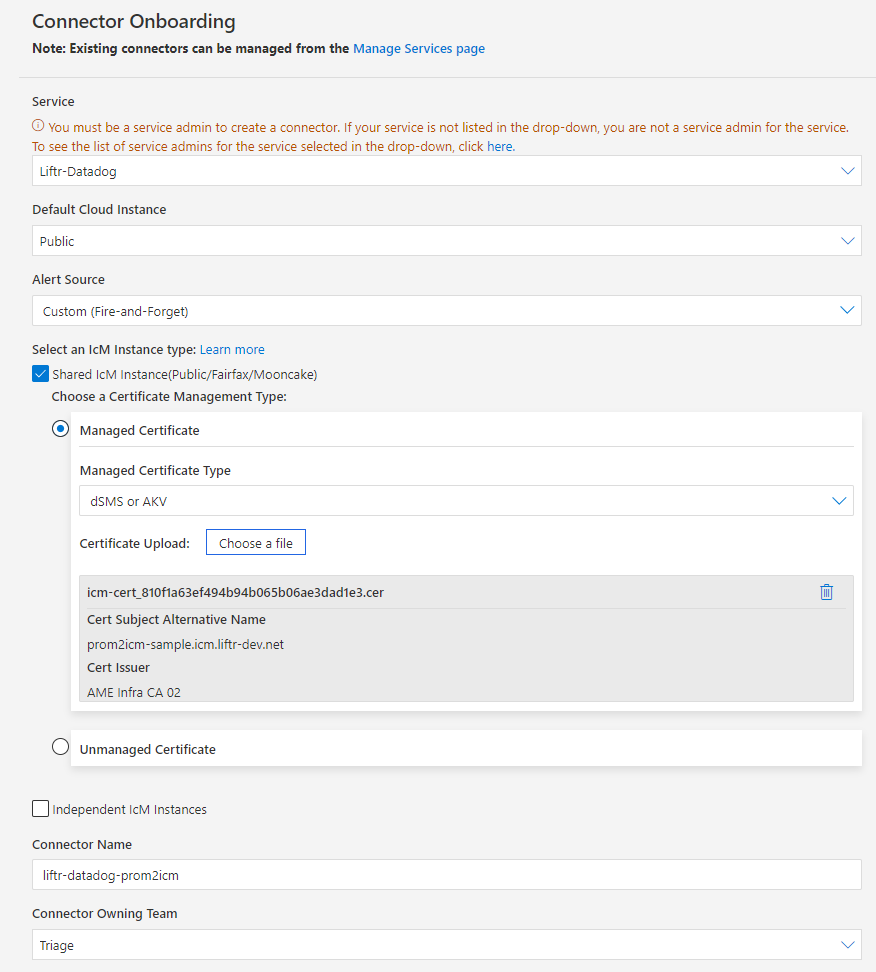 Connector Onboarding
Note: Existing connectors can be managed from the Manage Services page
Service
You must be a service admin to create a connector. If your service is not listed in the drop-down, you are not a service admin for the service.
To see the list of service admins for the service selected in the drop-down, click here.
Liftr-Datadog
Default Cloud Instance
Public
Alert Source
Custom (Fire-and-Forget)
Select an IcM Instance type: Learn more
Shared IcM Instance(Public/Fairfax/Mooncake)
Choose a Certificate Management Type:
Managed Certificate
Managed Certificate Type
dSMS or AKV
Certificate Upload: Choose a file
icm-cert_810f1a63ef494b94b065b06ae3dad1e3.cer
Cert Subject Alternative Name
prom2icm-sample.icm.liftr-dev.net
Cert Issuer
AME Infra CA 02
Unmanaged Certificate
Independent IcM Instances
Connector Name
liftr-datadog-prom2icm
Connector Owning Team
Triage